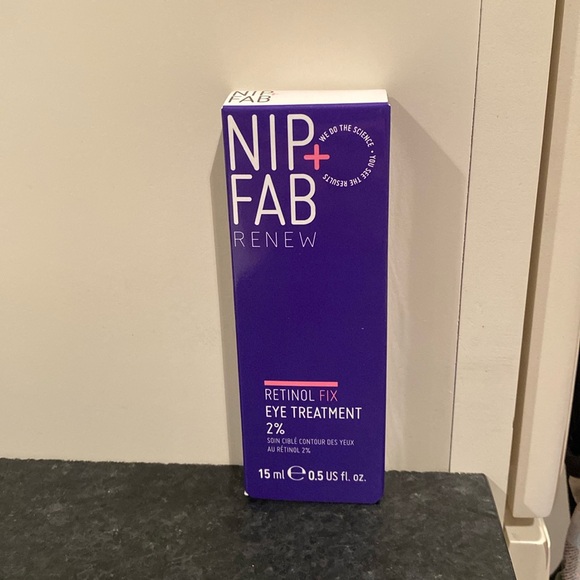 NIP+
FAB
NIP+
FAB
RENEW
WE DO THE SCIENCE • YOU SEE THE RESULTS
RETINOL FIX
EYE TREATMENT
2%
SOIN CIBLÉ CONTOUR DES YEUX
AU RÉTINOL 2%
15 ml ℮ 0.5 US fl. oz.